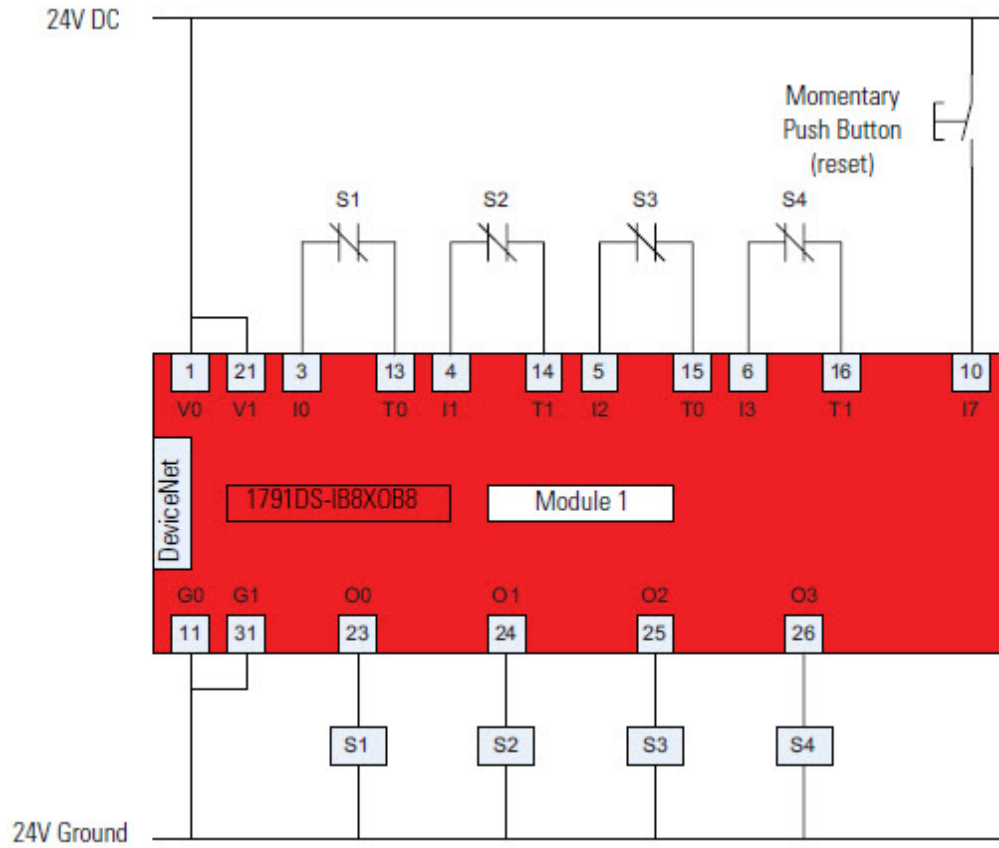 24V DC
Momentary
Push Button
(reset)
S1 S2 S3 S4
1 21 3 13 4 14 5 15 6 16 10
V0 V1 I0 T0 I1 T1 I2 T0 I3 T1 I7
DeviceNet
1791DS-IB8XOB8
Module 1
G0 G1 O0 O1 O2 O3
11 31 23 24 25 26
S1 S2 S3 S4
24V Ground